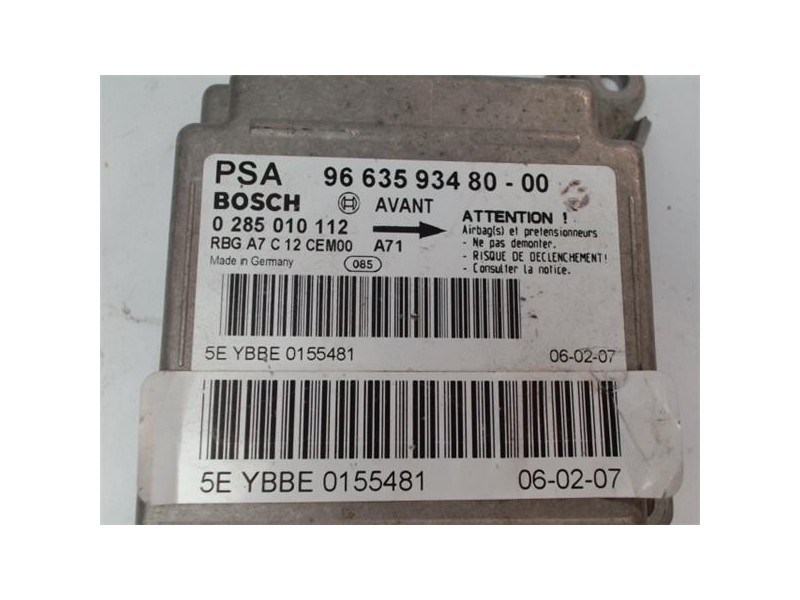 PSA 96 635 934 80 - 00
BOSCH AVANT
0 285 010 112
RBG A7 C 12 CEM00 A71
Made in Germany 085
ATTENTION !
Airbag(s) et pretensionneurs
- Ne pas demonter.
- RISQUE DE DECLENCHEMENT!
- Consulter la notice.
5E YBBE 0155481 06-02-07
5E YBBE 0155481 06-02-07